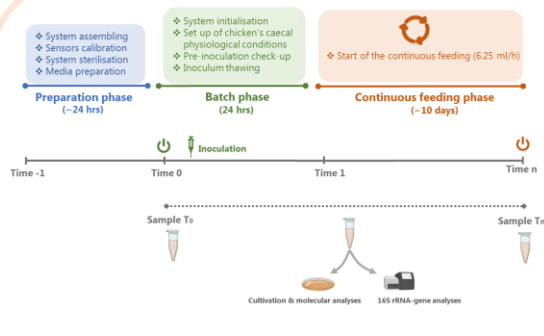 ❖ System assembling
❖ Sensors calibration
❖ System sterilisation
❖ Media preparation
❖ System initialisation
❖ Set up of chicken's caecal
physiological conditions
❖ Pre-inoculation check-up
❖ Inoculum thawing
❖ Start of the continuous feeding (6.25 ml/h)
Preparation phase
(~24 hrs)
Batch phase
(24 hrs)
Continuous feeding phase
(~10 days)
Inoculation
Time -1
Time 0
Time 1
Time n
Sample T₀
Sample Tn
Cultivation & molecular analyses
16S rRNA-gene analyses